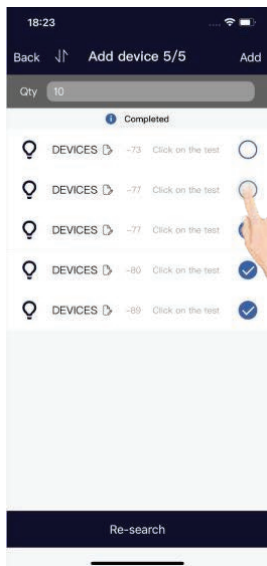 18:23
Back Add device 5/5 Add
Qty 10
Completed
DEVICES -73 Click on the test
DEVICES -77 Click on the test
DEVICES -77 Click on the test
DEVICES -80 Click on the test
DEVICES -69 Click on the test
Re-search